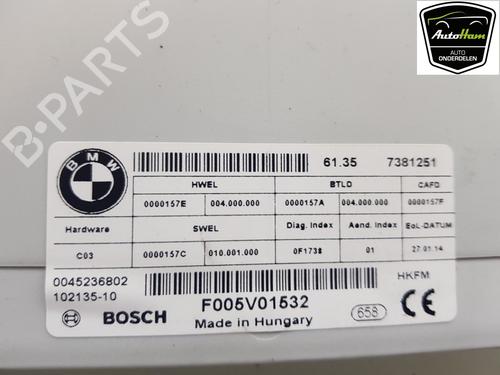 AutoHam
AUTO
ONDERDELEN
B-PARTS
BMW
61.35 7381251
HWEL BTLD CAFD
0000157E 004.000.000 0000157A 004.000.000 0000157F
Hardware SWEL Diag. Index Aend. Index EoL-DATUM
C03 0000157C 010.001.000 0F1738 01 27.01.14
0045236802
102135-10
HKFM
BOSCH F005V01532
Made in Hungary 658 CE